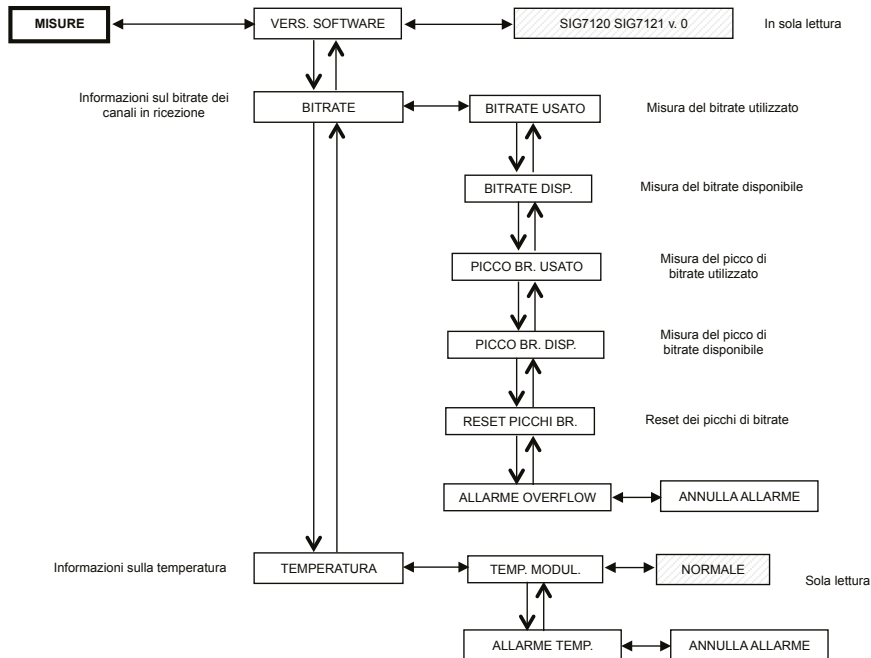 MISURE
VERS. SOFTWARE
SIG7120 SIG7121 v. 0
In sola lettura
Informazioni sul bitrate dei
canali in ricezione
BITRATE
BITRATE USATO
Misura del bitrate utilizzato
BITRATE DISP.
Misura del bitrate disponibile
PICCO BR. USATO
Misura del picco di
bitrate utilizzato
PICCO BR. DISP.
Misura del picco di
bitrate disponibile
RESET PICCHI BR.
Reset dei picchi di bitrate
ALLARME OVERFLOW
ANNULLA ALLARME
Informazioni sulla temperatura
TEMPERATURA
TEMP. MODUL.
NORMALE
Sola lettura
ALLARME TEMP.
ANNULLA ALLARME